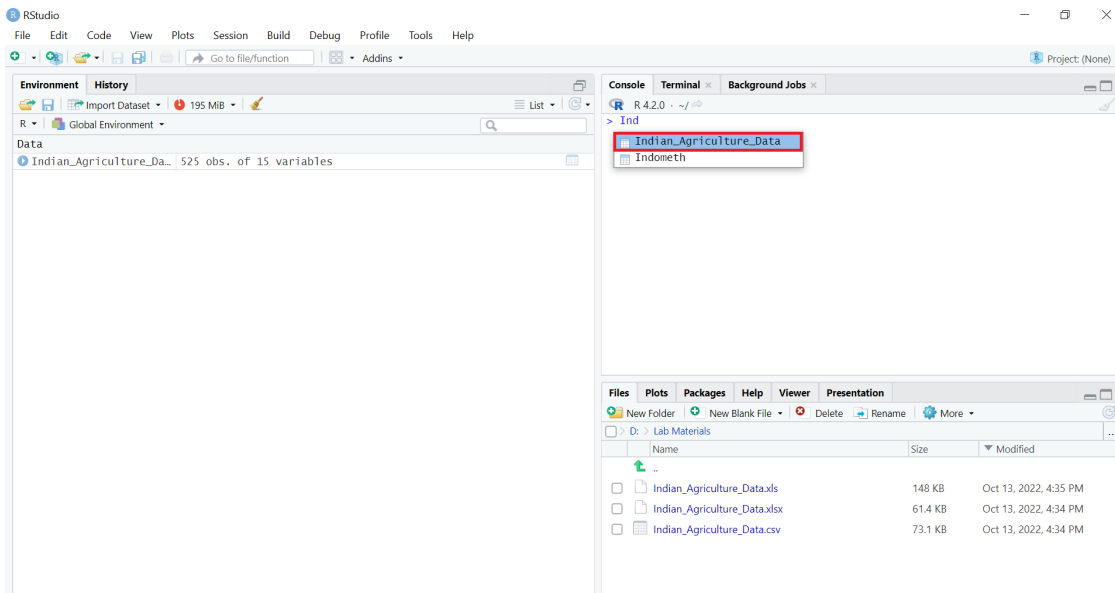 RStudio
File Edit Code View Plots Session Build Debug Profile Tools Help
Go to file/function Addins Project: (None)
Environment History
Import Dataset 195 MiB List
R Global Environment
Data
Indian_Agriculture_Da… 525 obs. of 15 variables
Console Terminal Background Jobs
R 4.2.0 · ~/
> Ind
Indian_Agriculture_Data
Indometh
Files Plots Packages Help Viewer Presentation
New Folder New Blank File Delete Rename More
D: Lab Materials
Name Size Modified
..
Indian_Agriculture_Data.xls 148 KB Oct 13, 2022, 4:35 PM
Indian_Agriculture_Data.xlsx 61.4 KB Oct 13, 2022, 4:34 PM
Indian_Agriculture_Data.csv 73.1 KB Oct 13, 2022, 4:34 PM